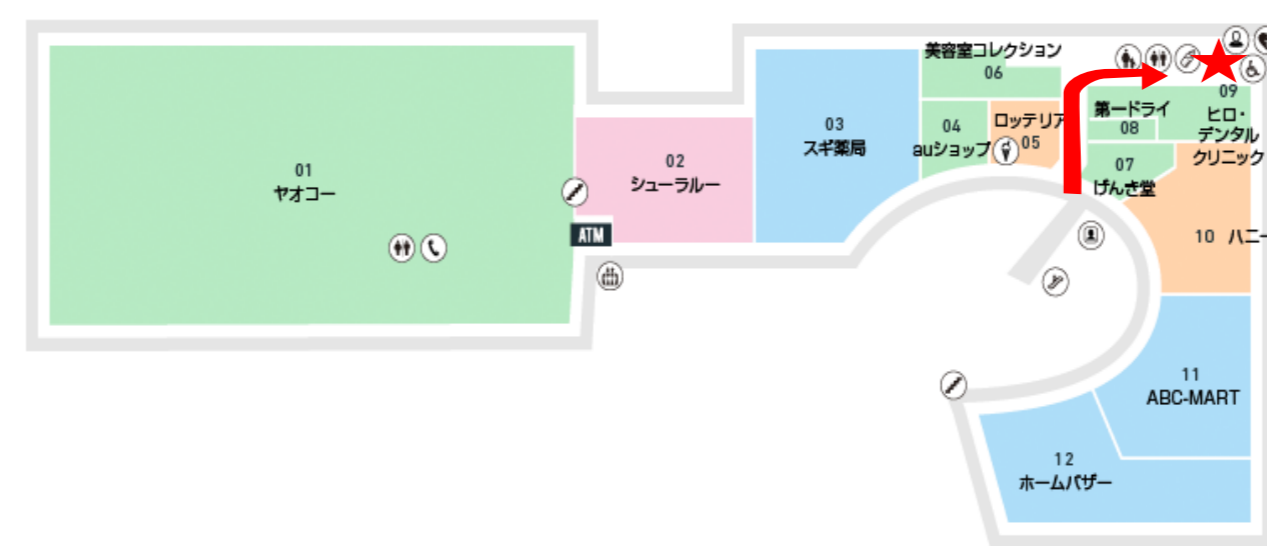 01
ヤオコー
02
シューラルー
ATM
03
スギ薬局
美容室コレクション
06
04
auショップ
ロッテリア
05
第一ドライ
08
09
ヒロ・
デンタル
クリニック
07
げんき堂
10 ハニー
11
ABC-MART
12
ホームバザー